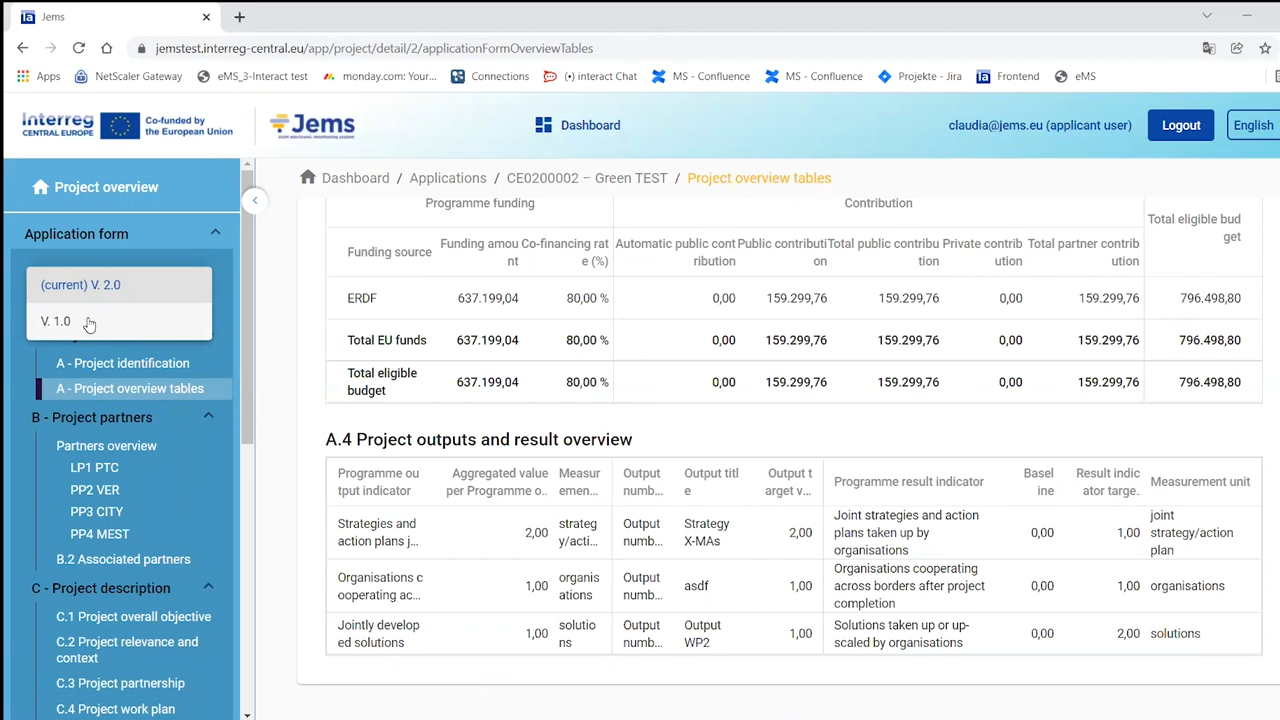 Jems
jemstest.interreg-central.eu/app/project/detail/2/applicationFormOverviewTables
Apps
NetScaler Gateway
eMS_3-Interact test
monday.com: Your...
Connections
(•) interact Chat
MS - Confluence
MS - Confluence
Projekte - Jira
Frontend
eMS
Interreg
CENTRAL EUROPE
Co-funded by
the European Union
Jems
Dashboard
claudia@jems.eu (applicant user)
Logout
English
Project overview
Application form
(current) V. 2.0
V. 1.0
A - Project identification
A - Project overview tables
B - Project partners
Partners overview
LP1 PTC
PP2 VER
PP3 CITY
PP4 MEST
B.2 Associated partners
C - Project description
C.1 Project overall objective
C.2 Project relevance and
context
C.3 Project partnership
C.4 Project work plan
Dashboard / Applications / CE0200002 – Green TEST / Project overview tables
Programme funding
Contribution
Total eligible bud
get
Funding source
Funding amou
nt
Co-financing rat
e (%)
Automatic public cont
ribution
Public contributi
on
Total public contribu
tion
Private contrib
ution
Total partner contrib
ution
ERDF 637.199,04 80,00 % 0,00 159.299,76 159.299,76 0,00 159.299,76 796.498,80
Total EU funds 637.199,04 80,00 % 0,00 159.299,76 159.299,76 0,00 159.299,76 796.498,80
Total eligible
budget
637.199,04 80,00 % 0,00 159.299,76 159.299,76 0,00 159.299,76 796.498,80
A.4 Project outputs and result overview
Programme ou
tput indicator
Aggregated value
per Programme o..
Measur
emen...
Output
numb...
Output titl
e
Output t
arget v...
Programme result indicator
Basel
ine
Result indic
ator targe.
Measurement unit
Strategies and
action plans j...
2,00
strateg
y/acti...
Output
numb...
Strategy
X-MAs
2,00
Joint strategies and action
plans taken up by
organisations
0,00
1,00
joint
strategy/action
plan
Organisations c
ooperating ac...
1,00
organis
ations
Output
numb...
asdf
1,00
Organisations cooperating
across borders after project
completion
0,00
1,00
organisations
Jointly develop
ed solutions
1,00
solutio
ns
Output
numb...
Output
WP2
1,00
Solutions taken up or up-
scaled by organisations
0,00
2,00
solutions